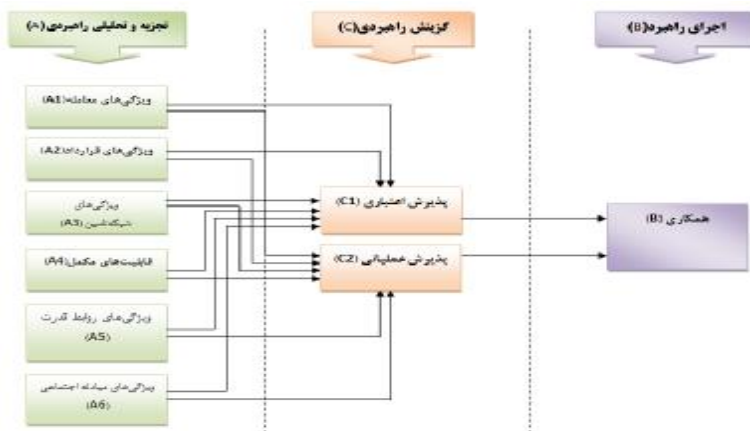 تجزیه و تحلیلی راهبردی(A)
گزینش راهبردی(C)
اجرای راهبرد(B)
ویژگی‌های معامله(A1)
ویژگی‌های قرارداد(A2)
ویژگی‌های
شبکه‌تامین (A3)
قابلیت‌های مکمل(A4)
ویژگی‌های روابط قدرت
(A5)
ویژگی‌های مبادله اجتماعی
(A6)
پذیرش اعتباری (C1)
پذیرش عملیاتی (C2)
همکاری (B)